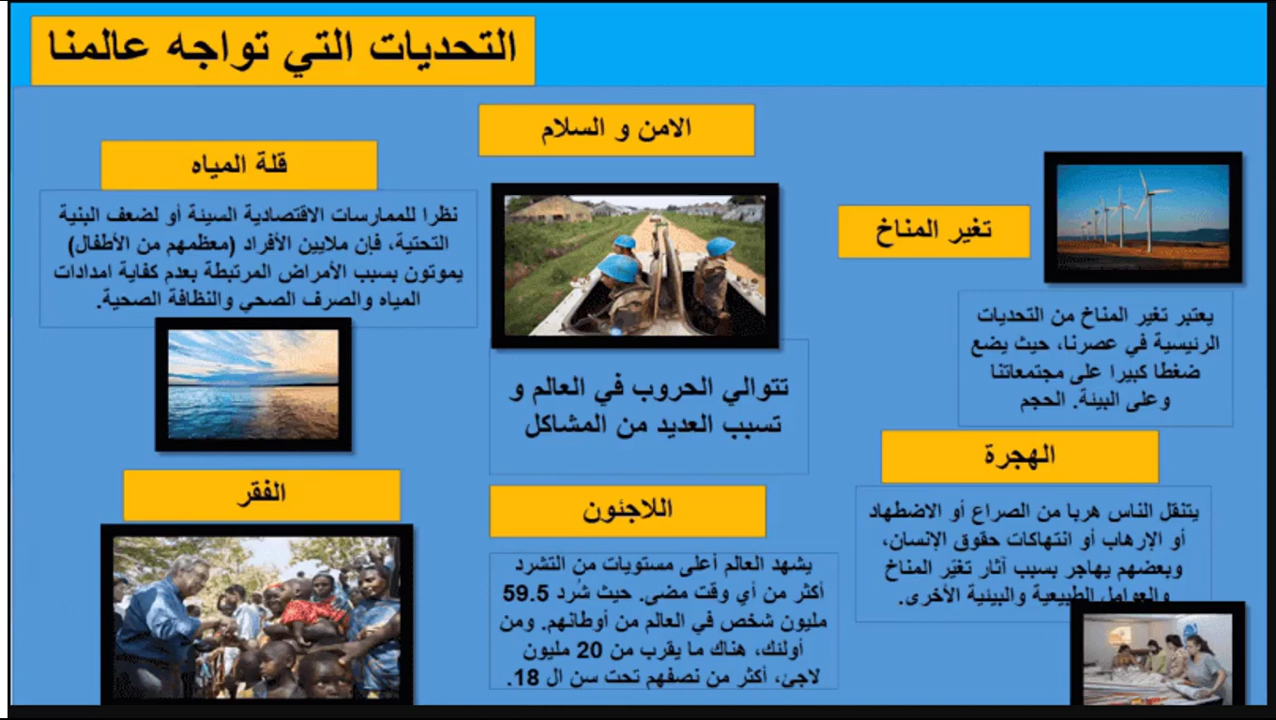 التحديات التي تواجه عالمنا
الامن و السلام
تتوالي الحروب في العالم و
تسبب العديد من المشاكل
تغير المناخ
يعتبر تغير المناخ من التحديات
الرئيسية في عصرنا، حيث يضع
ضغطا كبيرا على مجتمعاتنا
وعلى البيئة. الحجم
قلة المياه
نظرا للممارسات الاقتصادية السيئة أو لضعف البنية
التحتية، فإن ملايين الأفراد (معظمهم من الأطفال)
يموتون بسبب الأمراض المرتبطة بعدم كفاية امدادات
المياه والصرف الصحي والنظافة الصحية.
الهجرة
يتنقل الناس هربا من الصراع أو الاضطهاد
أو الإرهاب أو انتهاكات حقوق الإنسان،
وبعضهم يهاجر بسبب آثار تغيّر المناخ
والعوامل الطبيعية والبيئية الأخرى.
اللاجئون
يشهد العالم أعلى مستويات من التشرد
أكثر من أي وقت مضى. حيث شُرد 59.5
مليون شخص في العالم من أوطانهم. ومن
أولئك، هناك ما يقرب من 20 مليون
لاجئ، أكثر من نصفهم تحت سن ال 18.
الفقر